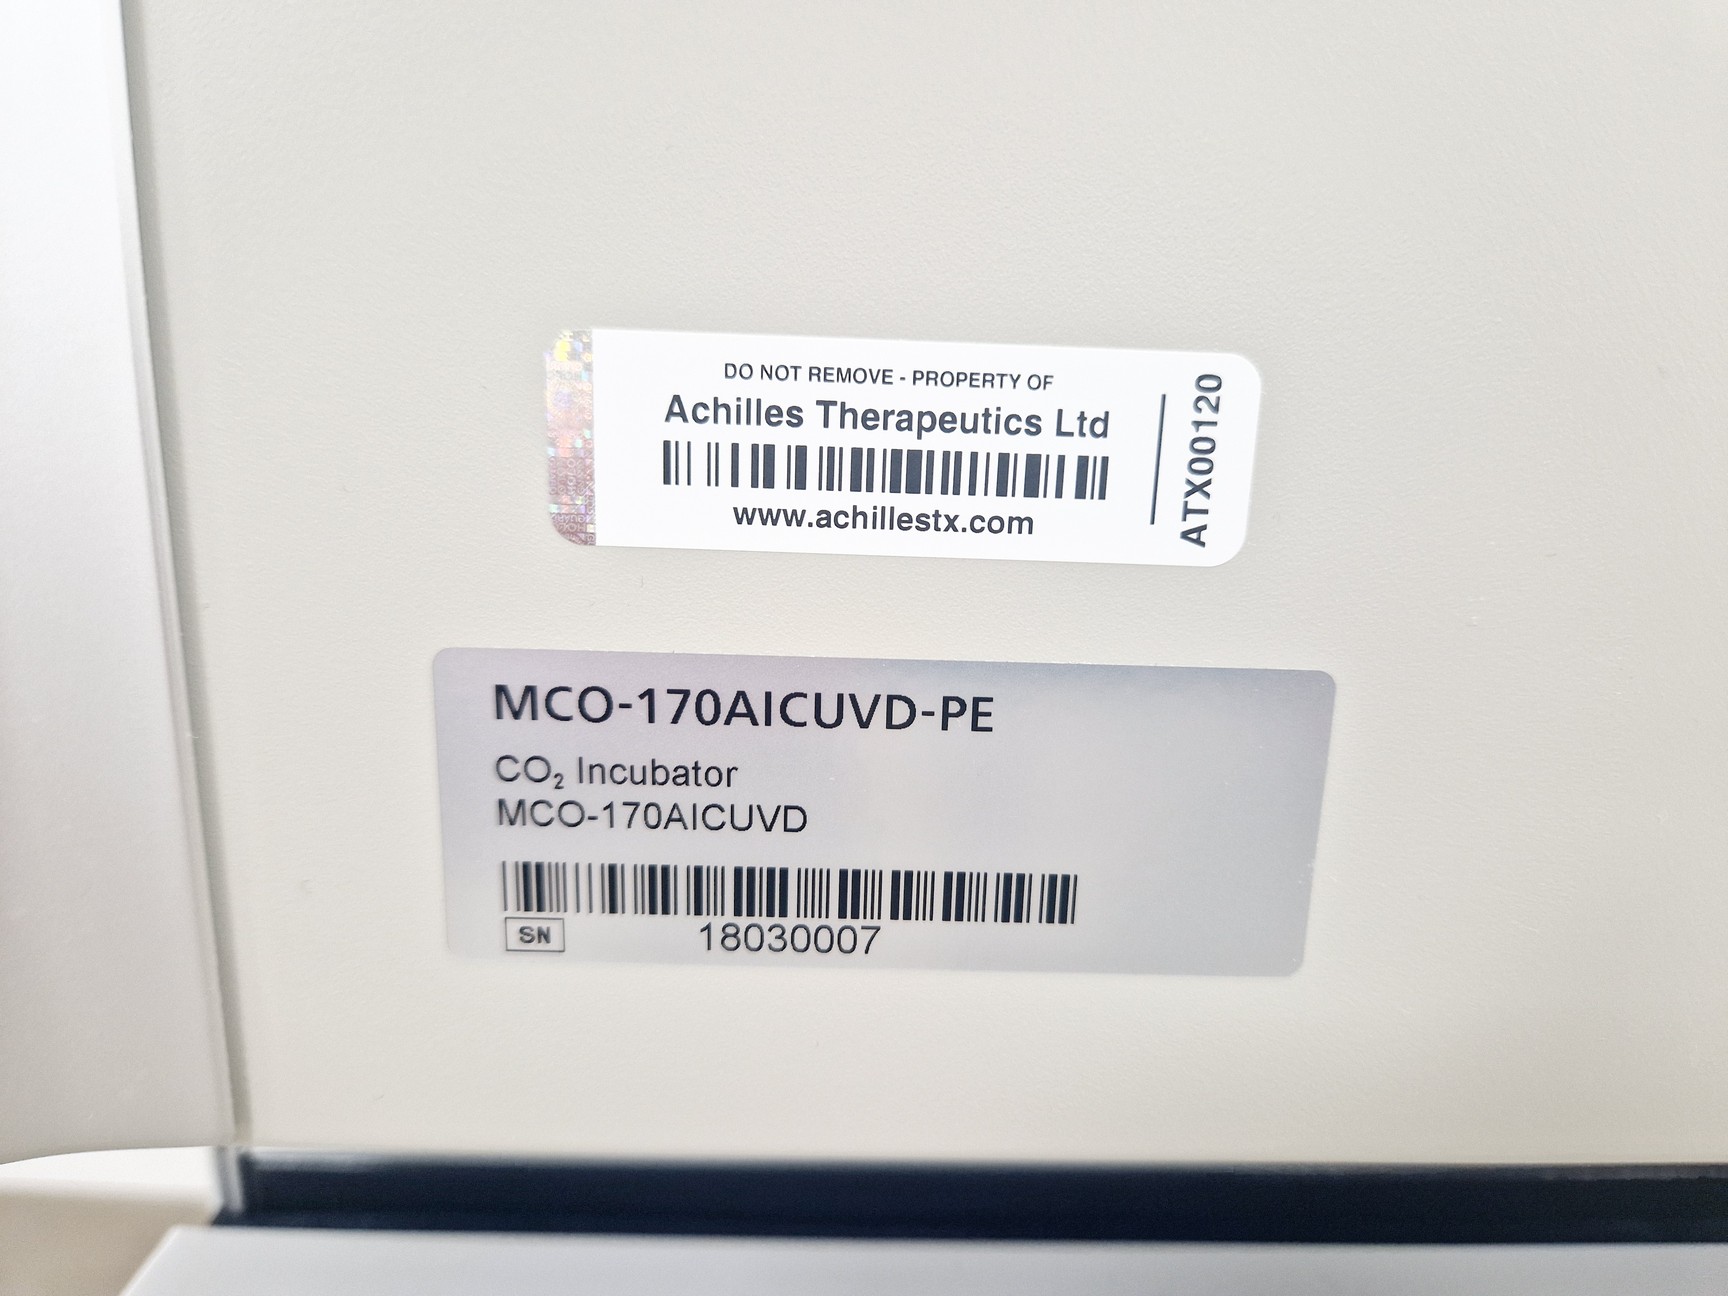 DO NOT REMOVE - PROPERTY OF
Achilles Therapeutics Ltd
www.achillestx.com
ATX00120
MCO-170AICUVD-PE
CO₂ Incubator
MCO-170AICUVD
SN 18030007